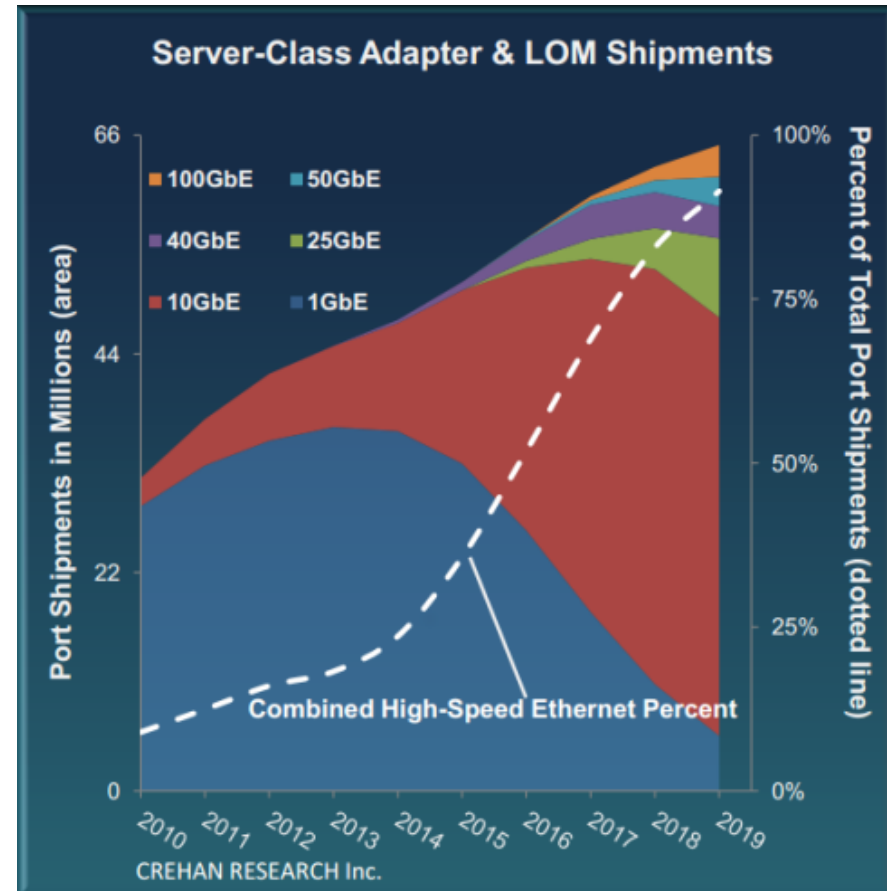 Server-Class Adapter & LOM Shipments
66
44
22
0
Port Shipments in Millions (area)
100GbE
50GbE
40GbE
25GbE
10GbE
1GbE
100%
75%
50%
25%
0%
Percent of Total Port Shipments (dotted line)
Combined High-Speed Ethernet Percent
2010
2011
2012
2013
2014
2015
2016
2017
2018
2019
CREHAN RESEARCH Inc.